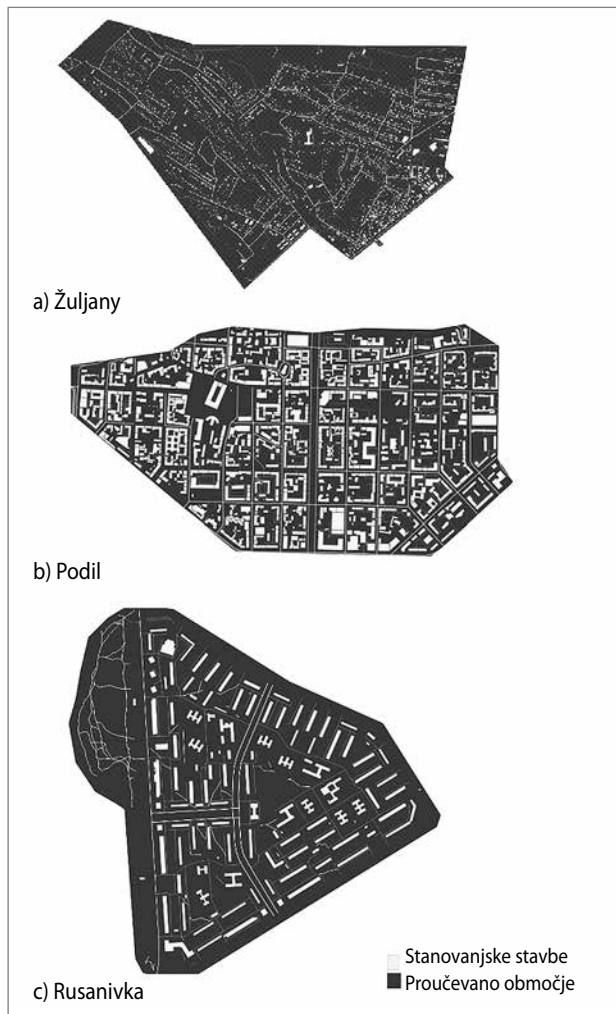 a) Žuljany
b) Podil
Stanovanjske stavbe
Proučevano območje
c) Rusanivka